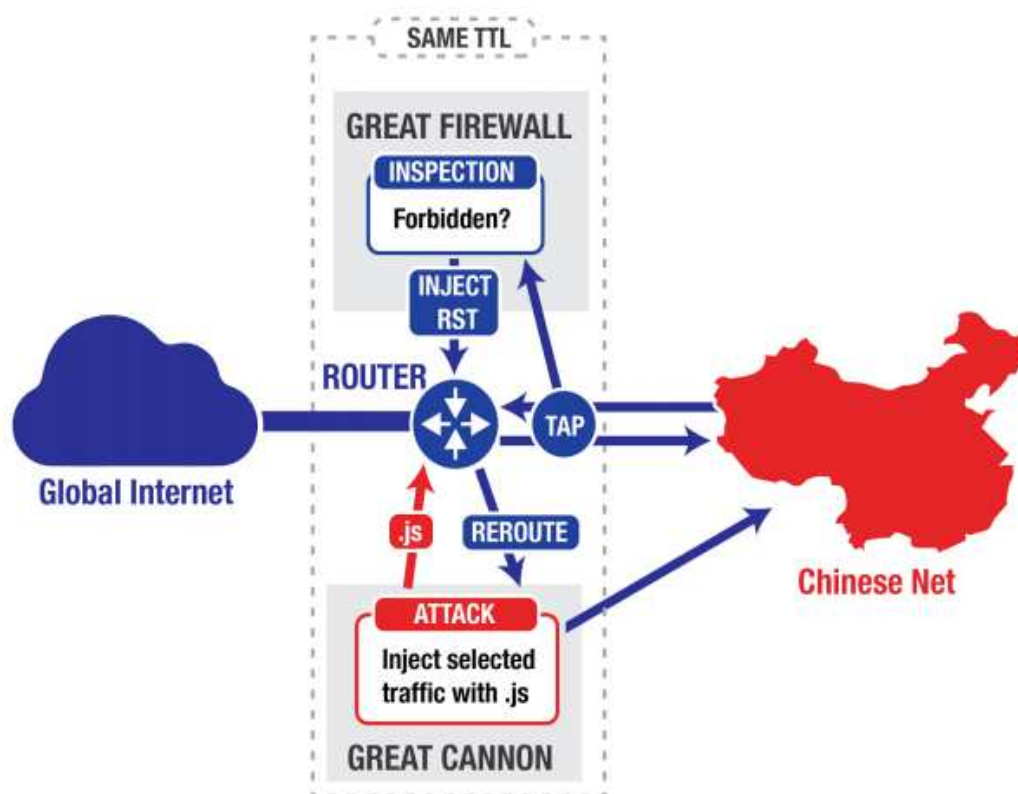 SAME TTL
GREAT FIREWALL
INSPECTION
Forbidden?
INJECT
RST
ROUTER
TAP
Global Internet
.js
REROUTE
Chinese Net
ATTACK
Inject selected
traffic with .js
GREAT CANNON